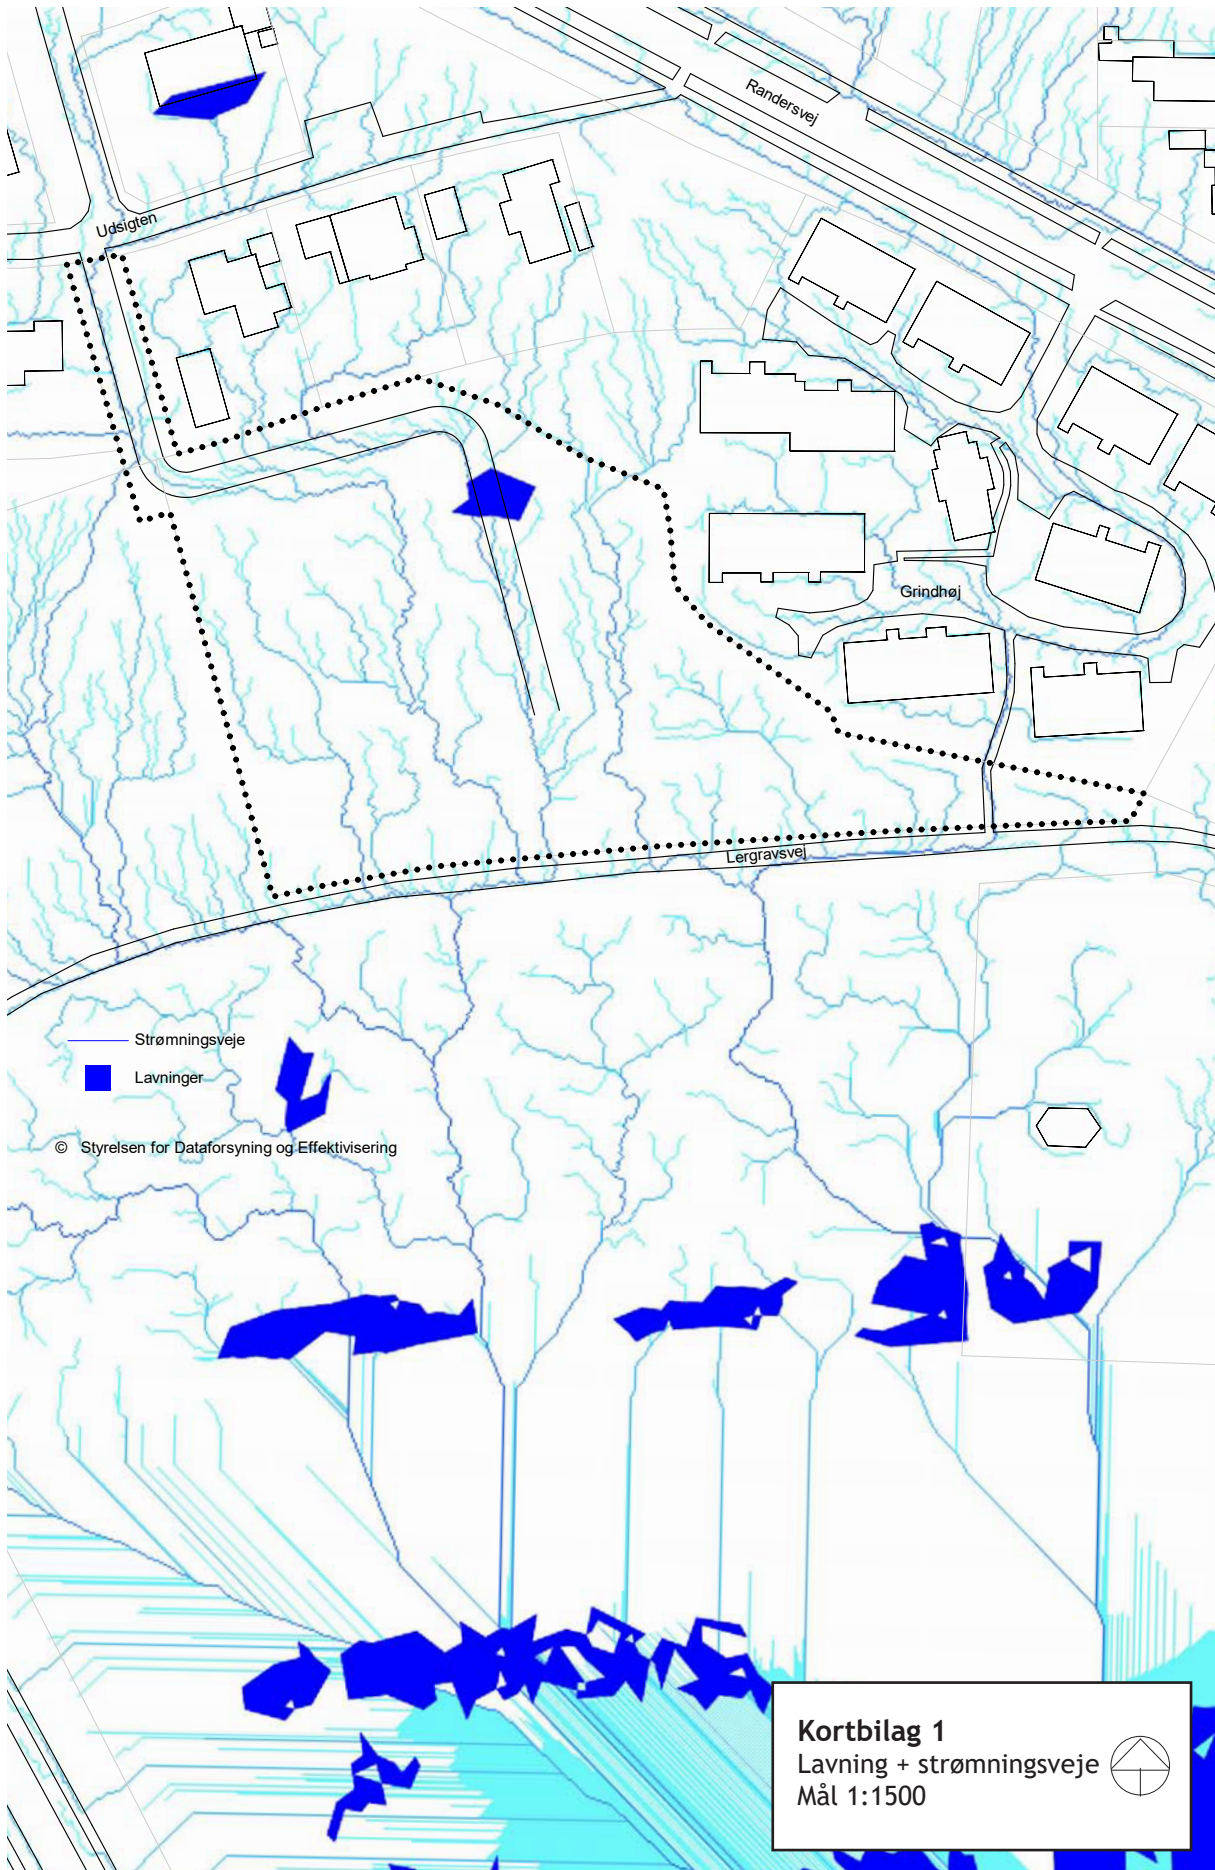 Randersvej
Udsigten
Grindhøj
Lergravsvej
Strømningsveje
Lavninger
© Styrelsen for Dataforsyning og Effektivisering
Kortbilag 1
Lavning + strømningsveje
Mål 1:1500